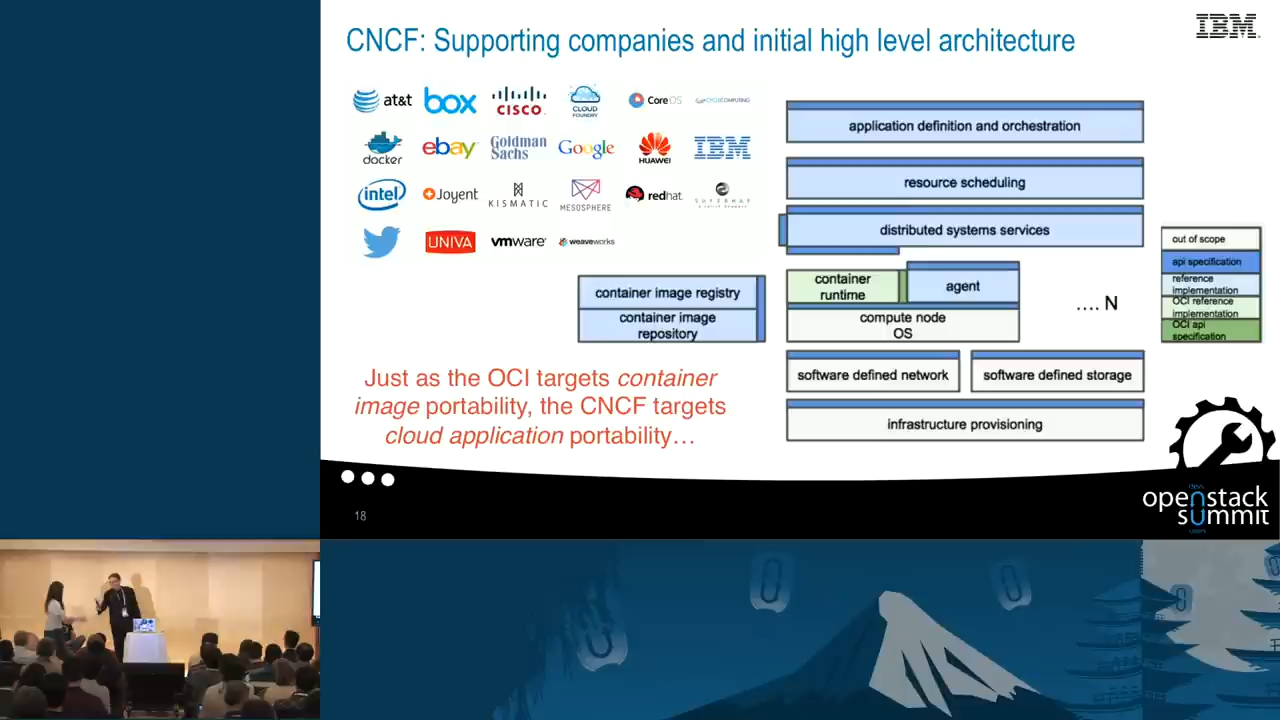 CNCF: Supporting companies and initial high level architecture
IBM
at&t
box
CISCO
CLOUD
FOUNDRY
CoreOS
CYCLECOMPUTING
docker
ebay
Goldman
Sachs
Google
HUAWEI
IBM
intel
Joyent
KISMATIC
MESOSPHERE
redhat
UNIVA
vmware
weaveworks
application definition and orchestration
resource scheduling
distributed systems services
container
runtime
agent
compute node
OS
.... N
container image registry
container image
repository
software defined network
software defined storage
infrastructure provisioning
out of scope
api specification
reference
implementation
OCI reference
implementation
OCI api
specification
Just as the OCI targets container
image portability, the CNCF targets
cloud application portability…
18
openstack
summit